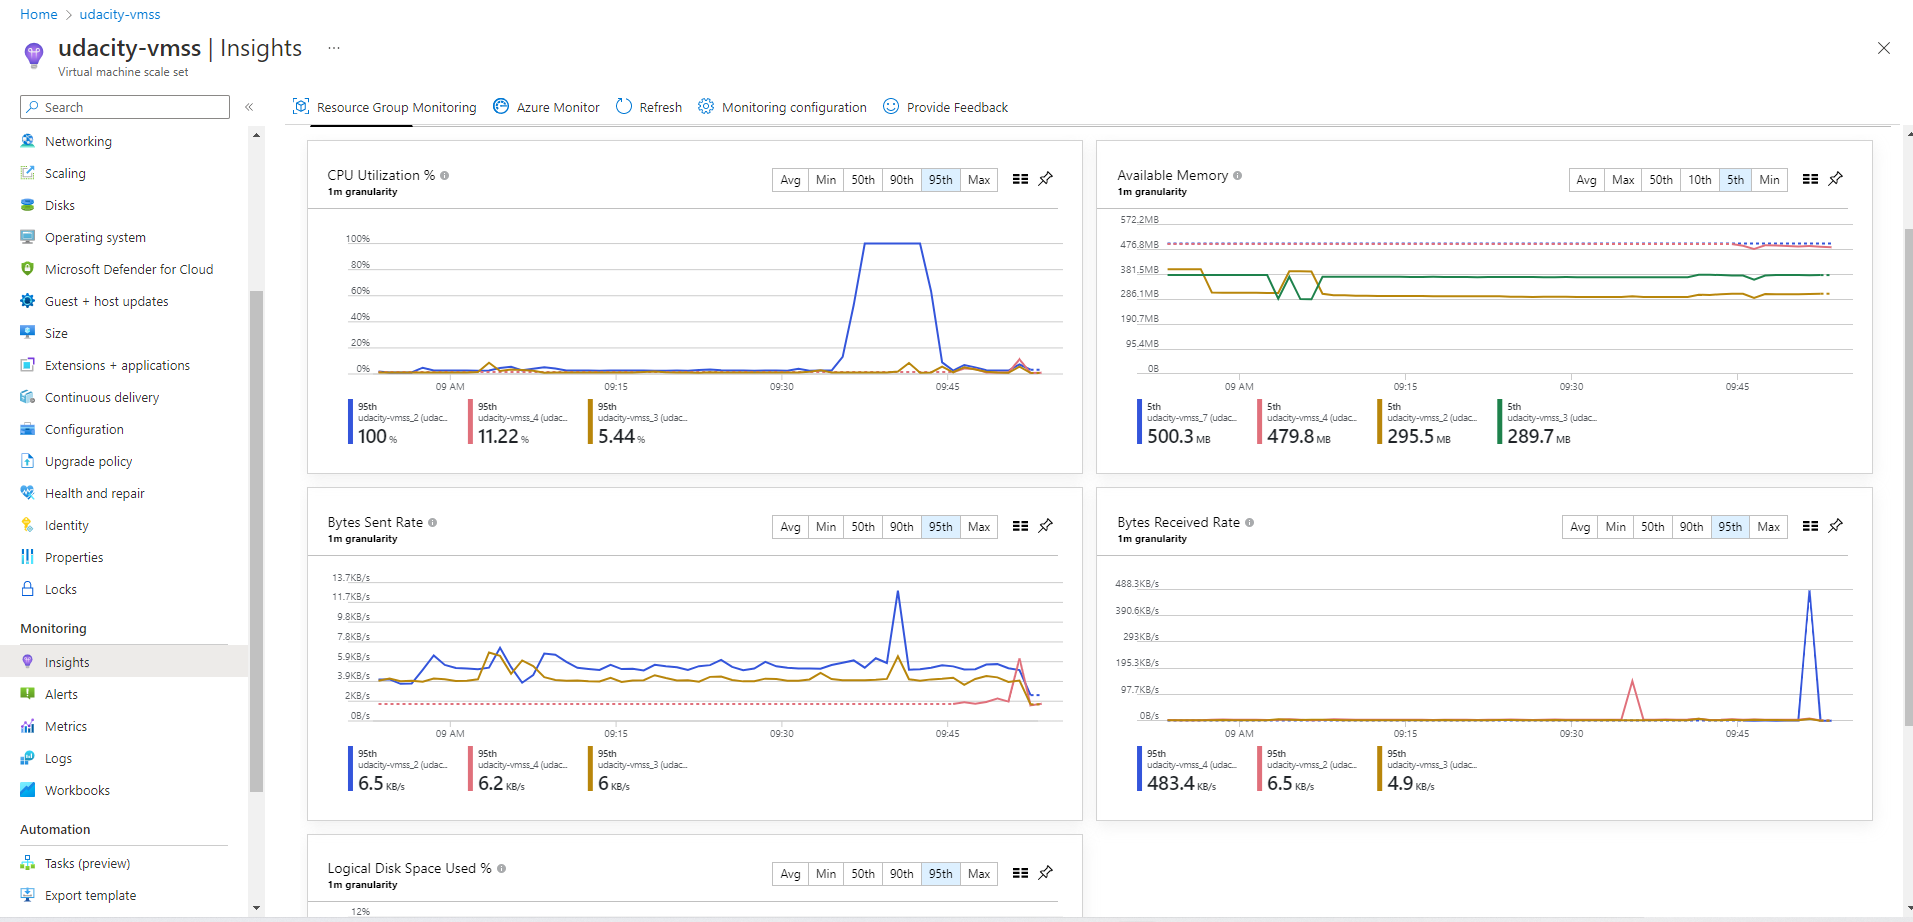 Home > udacity-vmss
udacity-vmss | Insights ...
Virtual machine scale set
Search
Networking
Scaling
Disks
Operating system
Microsoft Defender for Cloud
Guest + host updates
Size
Extensions + applications
Continuous delivery
Configuration
Upgrade policy
Health and repair
Identity
Properties
Locks
Monitoring
Insights
Alerts
Metrics
Logs
Workbooks
Automation
Tasks (preview)
Export template
Resource Group Monitoring Azure Monitor Refresh Monitoring configuration Provide Feedback
CPU Utilization %
1m granularity
Avg Min 50th 90th 95th Max
100%
80%
60%
40%
20%
0%
09 AM 09:15 09:30 09:45
95th 95th 95th
udacity-vmss_2 (udac... udacity-vmss_4 (udac... udacity-vmss_3 (udac...
100 % 11.22 % 5.44 %
Available Memory
1m granularity
Avg Max 50th 10th 5th Min
572.2MB
476.8MB
381.5MB
286.1MB
190.7MB
95.4MB
0B
09 AM 09:15 09:30 09:45
5th 5th 5th 5th
udacity-vmss_7 (udac... udacity-vmss_4 (udac... udacity-vmss_2 (udac... udacity-vmss_3 (udac...
500.3 MB 479.8 MB 295.5 MB 289.7 MB
Bytes Sent Rate
1m granularity
Avg Min 50th 90th 95th Max
13.7KB/s
11.7KB/s
9.8KB/s
7.8KB/s
5.9KB/s
3.9KB/s
2KB/s
0B/s
09 AM 09:15 09:30 09:45
95th 95th 95th
udacity-vmss_2 (udac... udacity-vmss_4 (udac... udacity-vmss_3 (udac...
6.5 KB/s 6.2 KB/s 6 KB/s
Bytes Received Rate
1m granularity
Avg Min 50th 90th 95th Max
488.3KB/s
390.6KB/s
293KB/s
195.3KB/s
97.7KB/s
0B/s
09 AM 09:15 09:30 09:45
95th 95th 95th
udacity-vmss_4 (udac... udacity-vmss_2 (udac... udacity-vmss_3 (udac...
483.4 KB/s 6.5 KB/s 4.9 KB/s
Logical Disk Space Used %
1m granularity
Avg Min 50th 90th 95th Max
12%